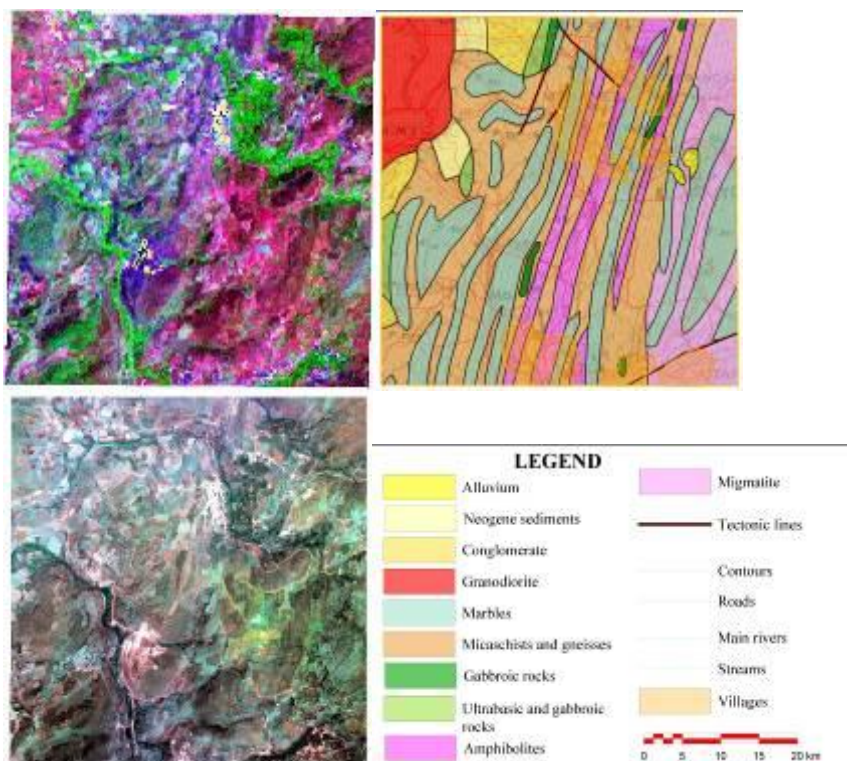 LEGEND
Alluvium
Neogene sediments
Conglomerate
Granodiorite
Marbles
Micaschists and gneisses
Gabbroic rocks
Ultrabasic and gabbroic
rocks
Amphibolites
Migmatite
Tectonic lines
Contours
Roads
Main rivers
Streams
Villages
0 5 10 15 20 km